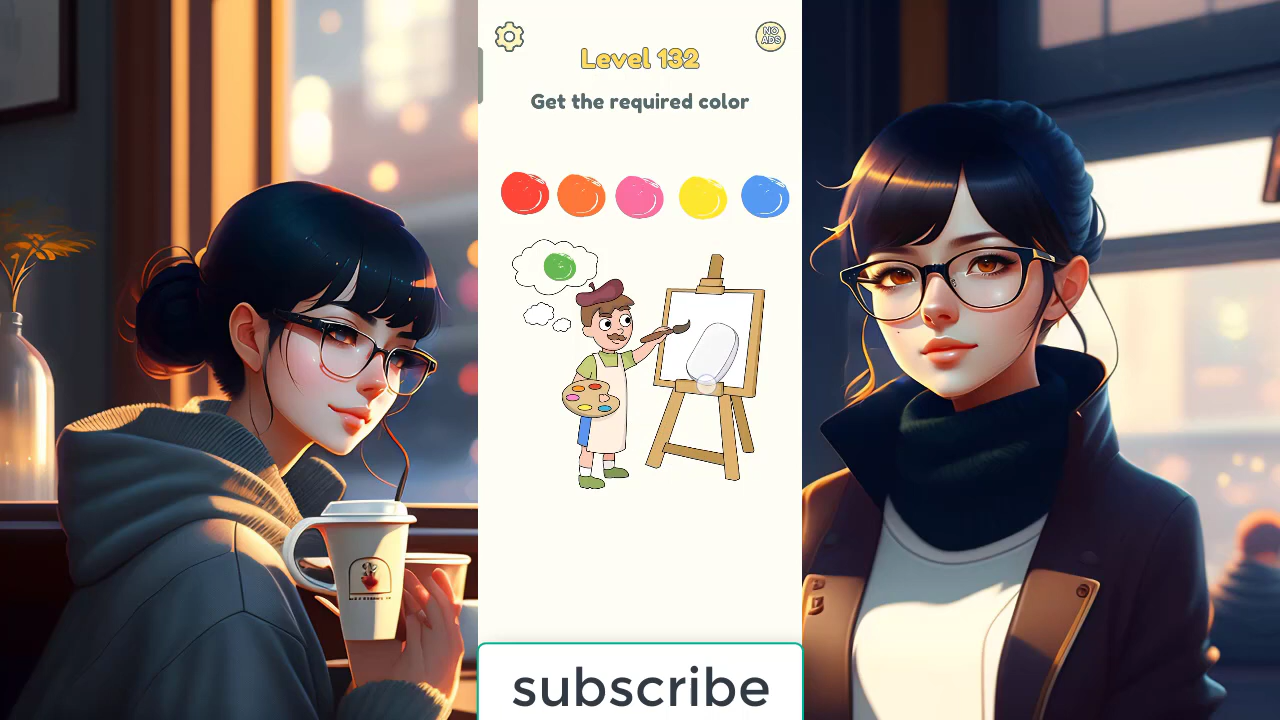 NO
ADS
Level 132
Get the required color
subscribe